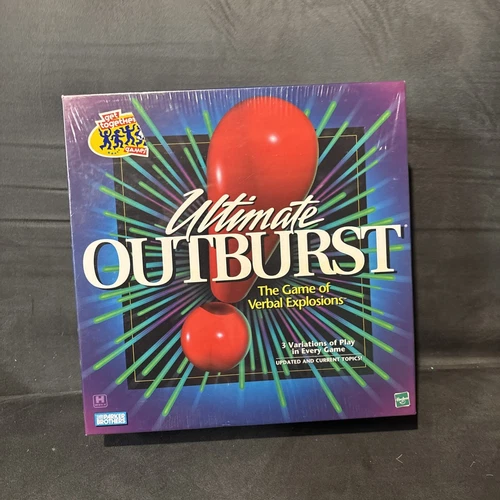 get
together
games
Ultimate
OUTBURST®
The Game of
Verbal Explosions
3 Variations of Play
in Every Game
UPDATED AND CURRENT TOPICS!
H
PARKER
BROTHERS
Hasbro